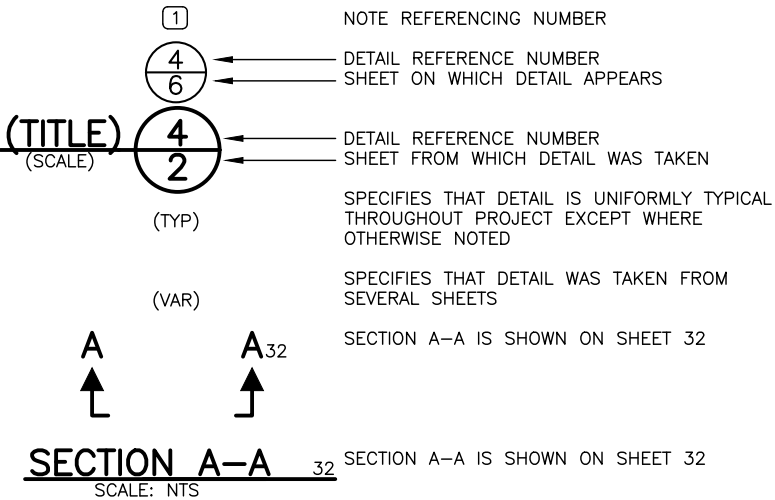 1 NOTE REFERENCING NUMBER
4 DETAIL REFERENCE NUMBER
6 SHEET ON WHICH DETAIL APPEARS
(TITLE) 4 DETAIL REFERENCE NUMBER
(SCALE) 2 SHEET FROM WHICH DETAIL WAS TAKEN
(TYP) SPECIFIES THAT DETAIL IS UNIFORMLY TYPICAL
THROUGHOUT PROJECT EXCEPT WHERE
OTHERWISE NOTED
(VAR) SPECIFIES THAT DETAIL WAS TAKEN FROM
SEVERAL SHEETS
A A 32 SECTION A-A IS SHOWN ON SHEET 32
SECTION A-A 32 SECTION A-A IS SHOWN ON SHEET 32
SCALE: NTS